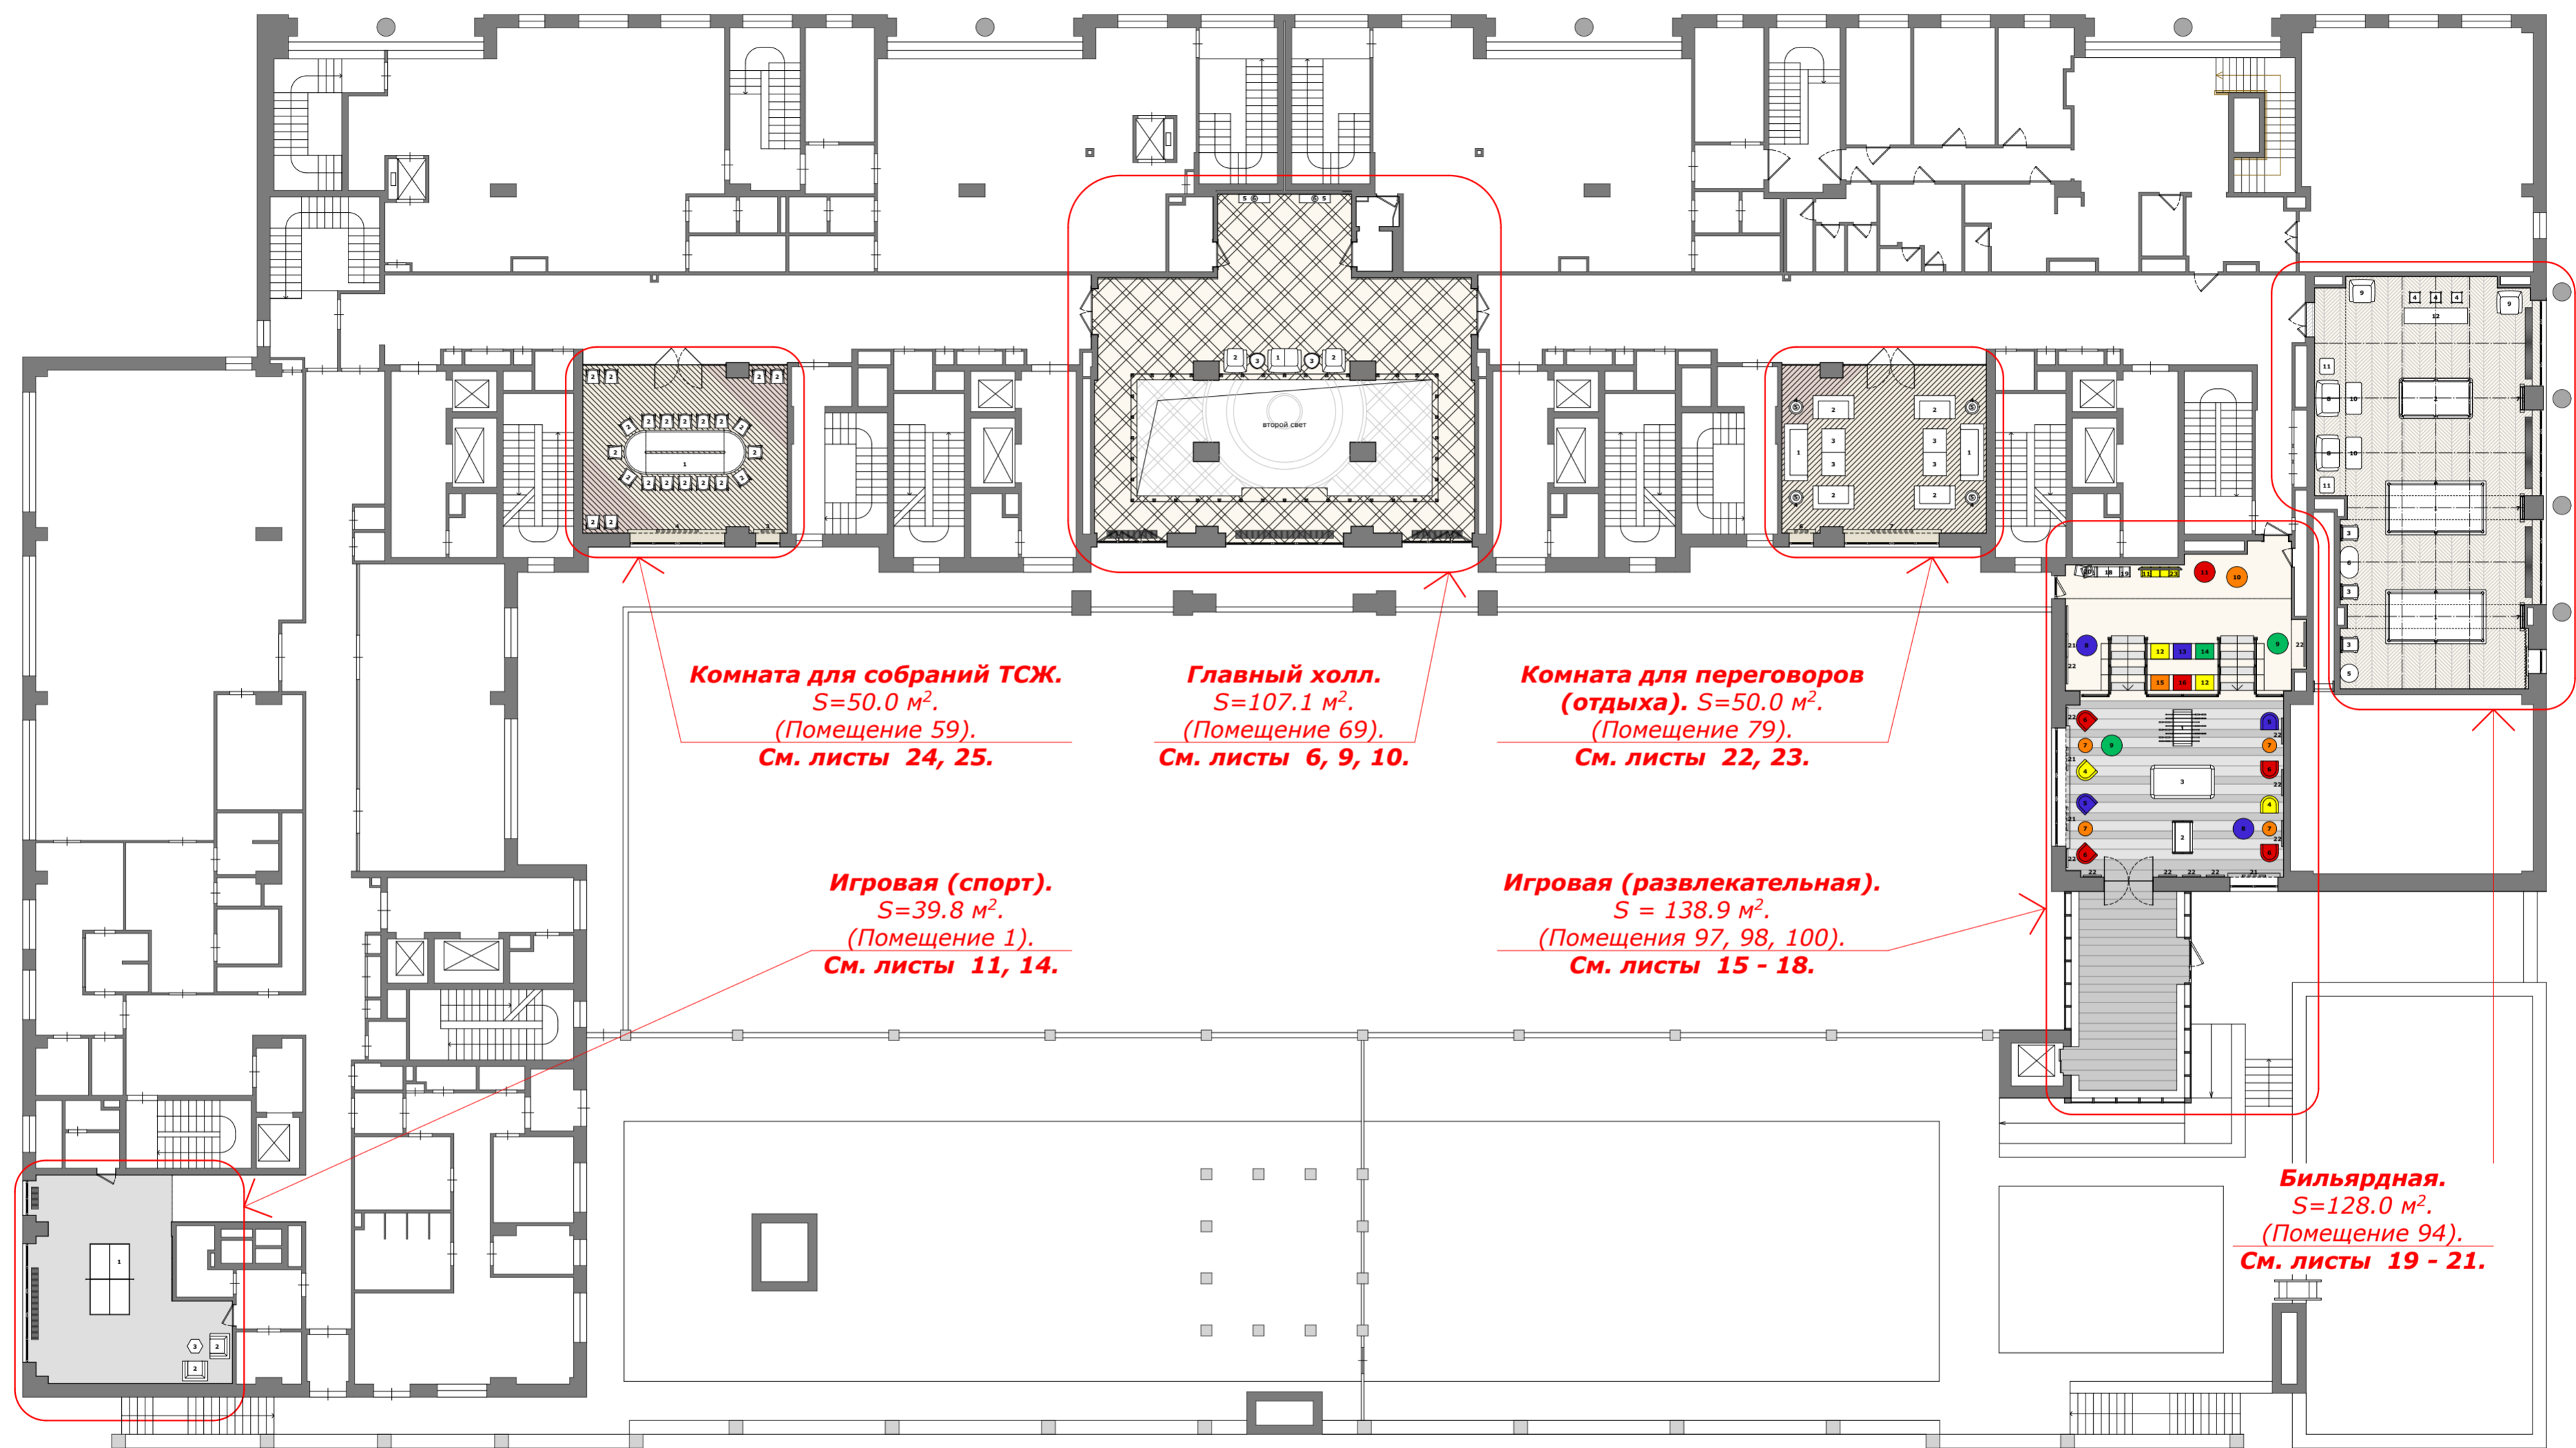 второй свет
Комната для собраний ТСЖ.
S=50.0 м².
(Помещение 59).
См. листы 24, 25.
Главный холл.
S=107.1 м².
(Помещение 69).
См. листы 6, 9, 10.
Комната для переговоров
(отдыха). S=50.0 м².
(Помещение 79).
См. листы 22, 23.
Игровая (спорт).
S=39.8 м².
(Помещение 1).
См. листы 11, 14.
Игровая (развлекательная).
S = 138.9 м².
(Помещения 97, 98, 100).
См. листы 15 - 18.
Бильярдная.
S=128.0 м².
(Помещение 94).
См. листы 19 - 21.